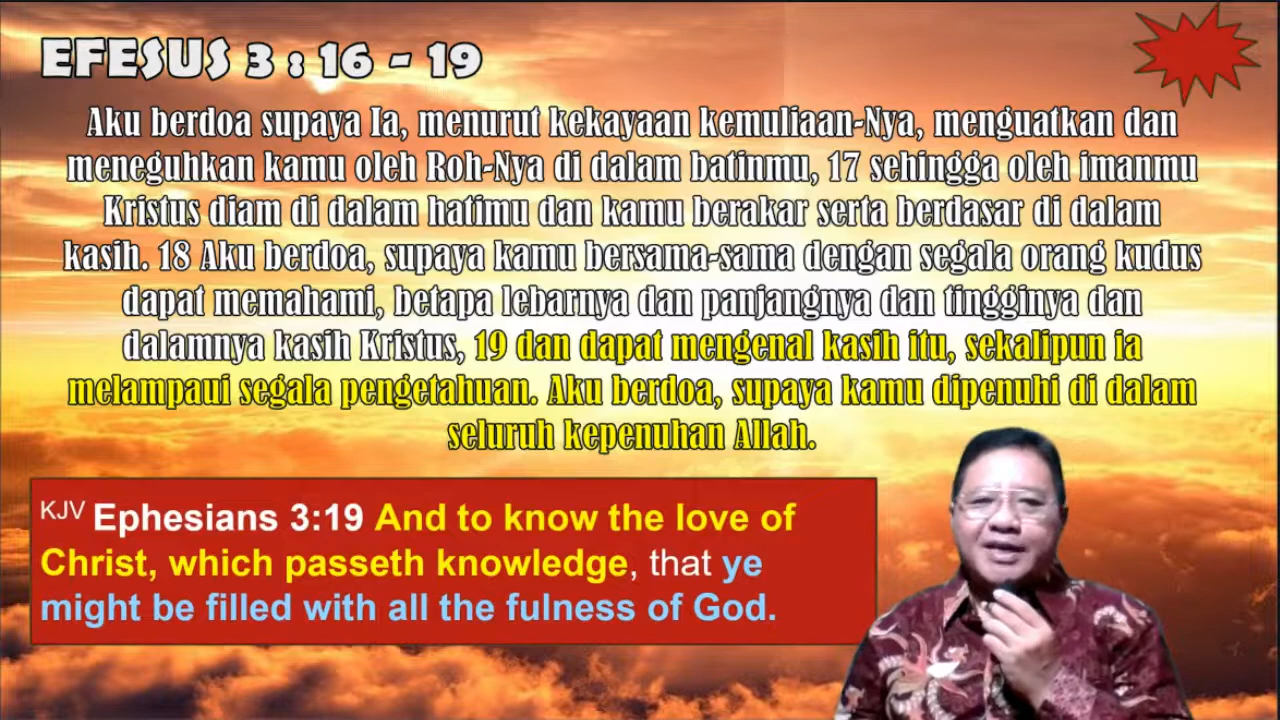 EFESUS 3 : 16 - 19
Aku berdoa supaya Ia, menurut kekayaan kemuliaan-Nya, menguatkan dan
meneguhkan kamu oleh Roh-Nya di dalam batinmu, 17 sehingga oleh imanmu
Kristus diam di dalam hatimu dan kamu berakar serta berdasar di dalam
kasih. 18 Aku berdoa, supaya kamu bersama-sama dengan segala orang kudus
dapat memahami, betapa lebarnya dan panjangnya dan tingginya dan
dalamnya kasih Kristus, 19 dan dapat mengenal kasih itu, sekalipun ia
melampaui segala pengetahuan. Aku berdoa, supaya kamu dipenuhi di dalam
seluruh kepenuhan Allah.
KJV Ephesians 3:19 And to know the love of
Christ, which passeth knowledge, that ye
might be filled with all the fulness of God.